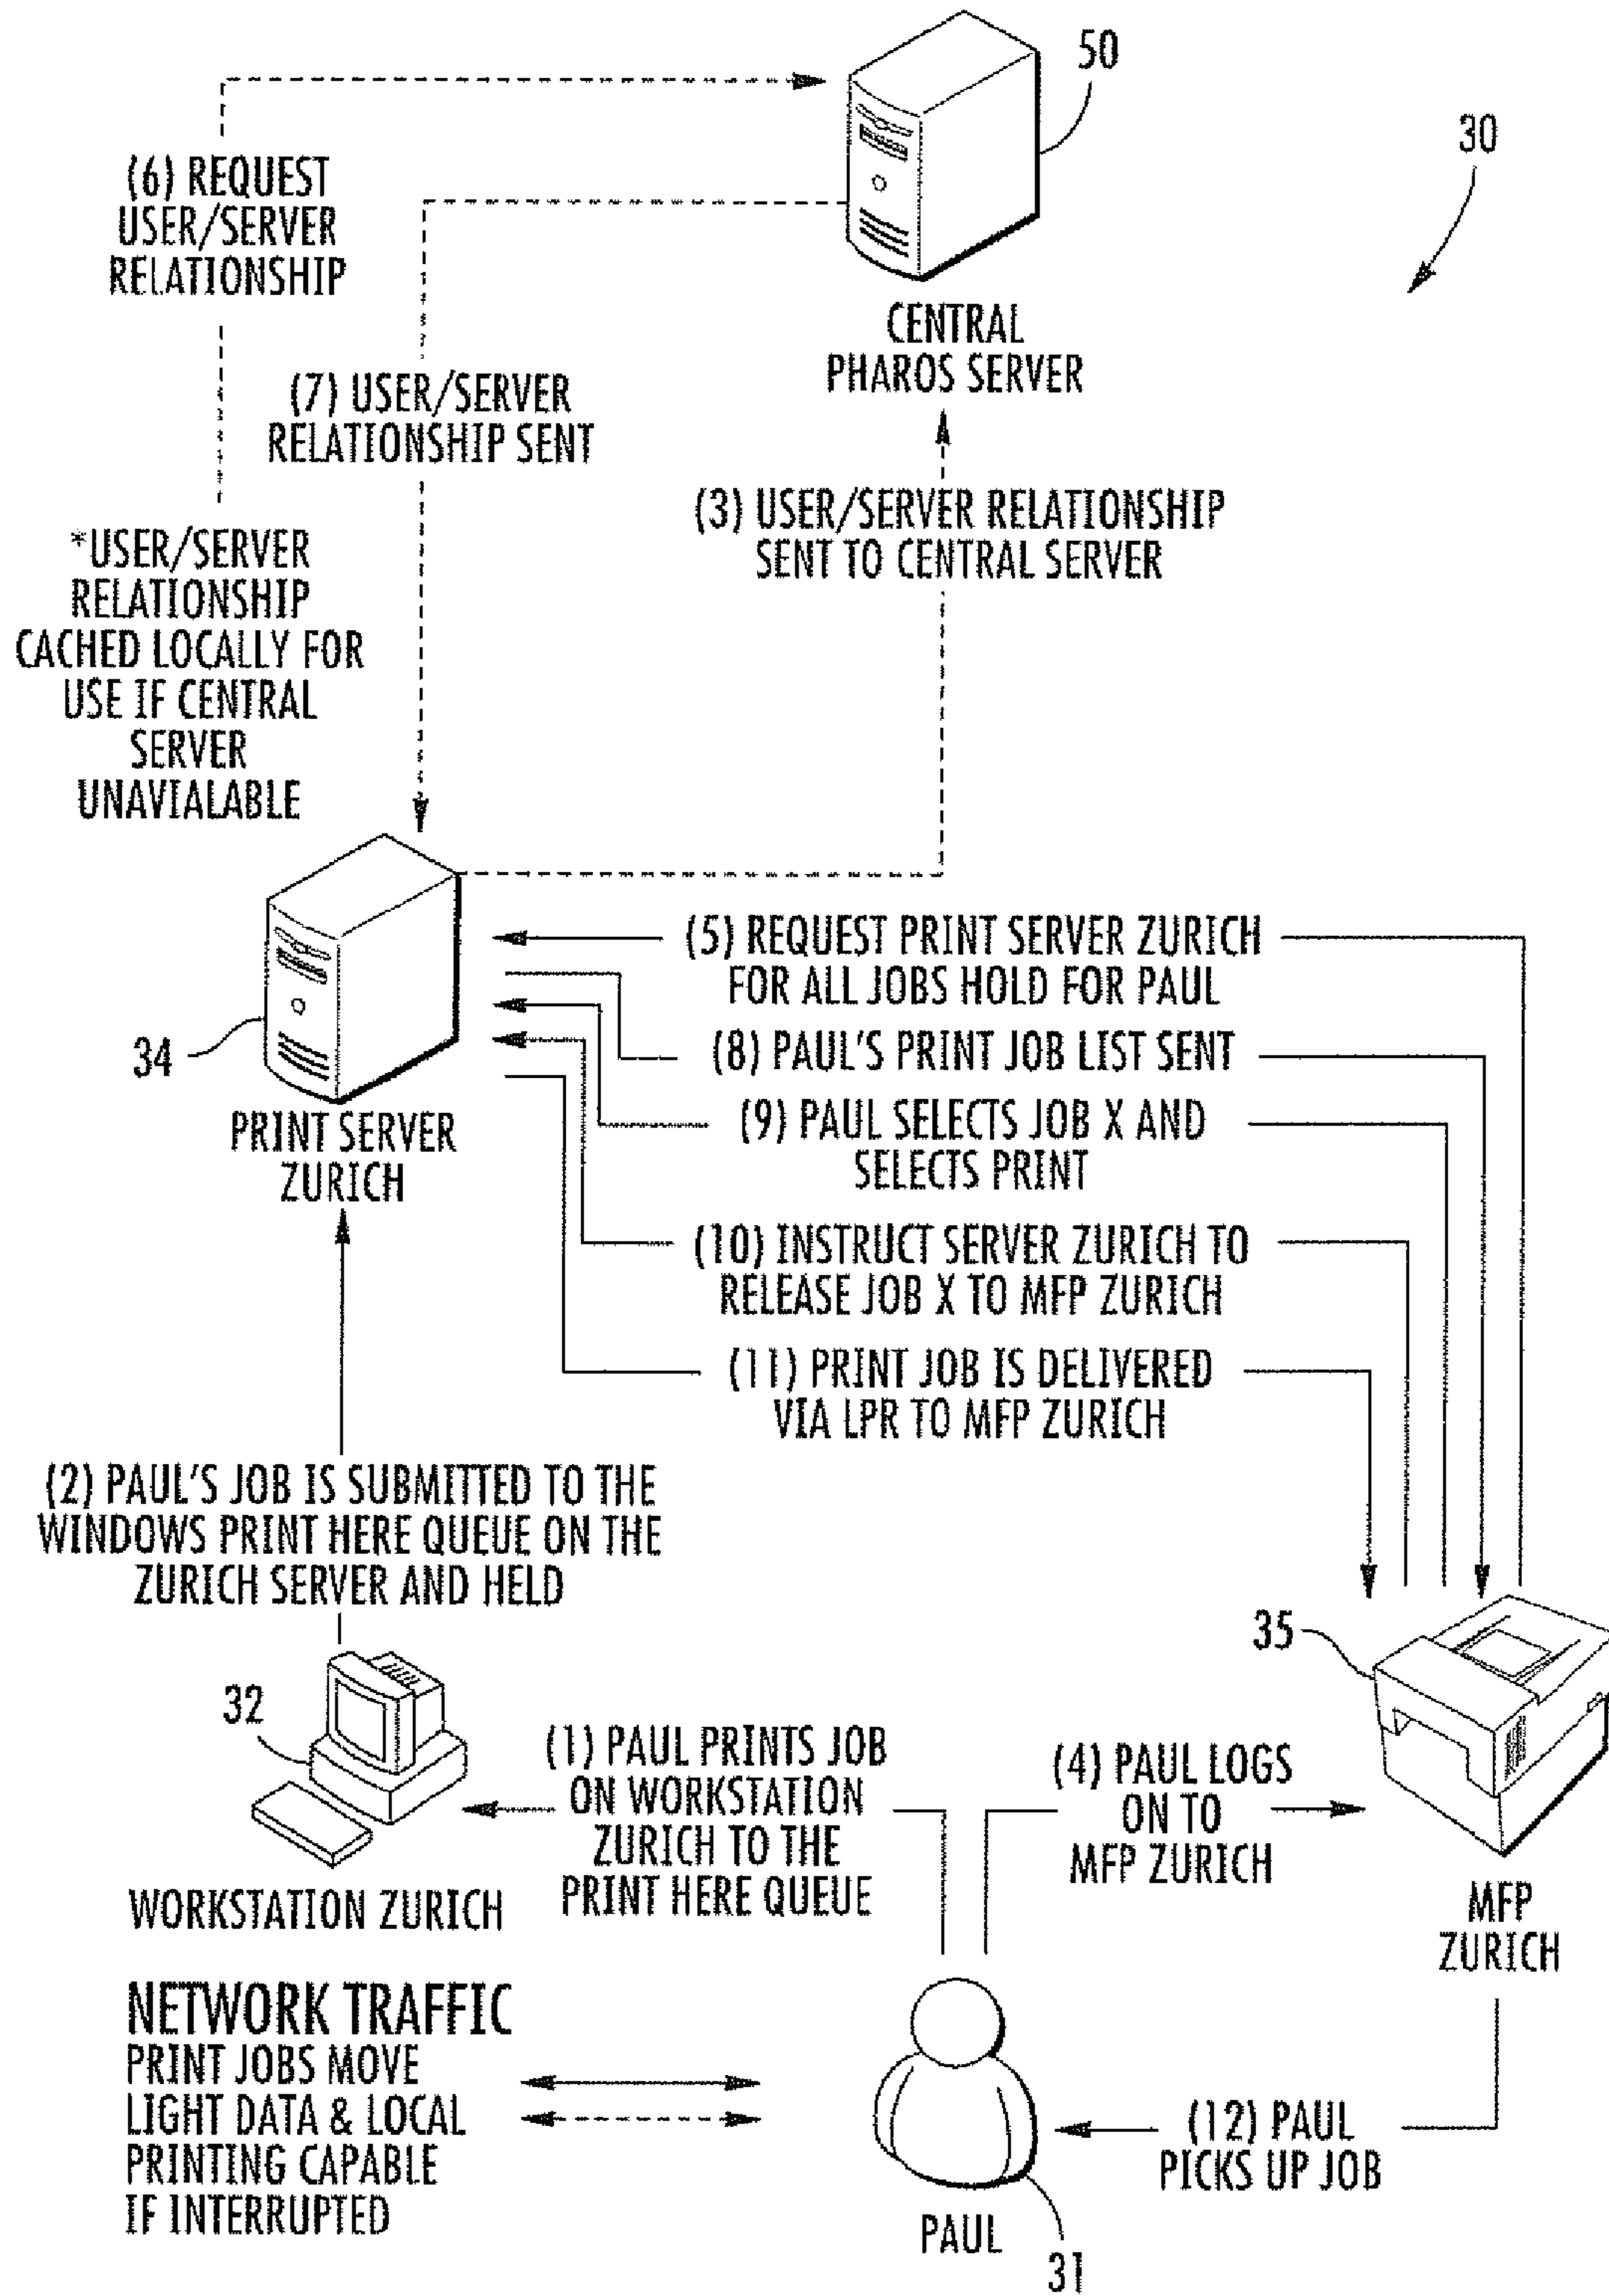 50
30
(6) REQUEST
USER/SERVER
RELATIONSHIP
CENTRAL
PHAROS SERVER
(7) USER/SERVER
RELATIONSHIP SENT
(3) USER/SERVER RELATIONSHIP
SENT TO CENTRAL SERVER
*USER/SERVER
RELATIONSHIP
CACHED LOCALLY FOR
USE IF CENTRAL
SERVER
UNAVIALABLE
34
PRINT SERVER
ZURICH
(5) REQUEST PRINT SERVER ZURICH
FOR ALL JOBS HOLD FOR PAUL
(8) PAUL'S PRINT JOB LIST SENT
(9) PAUL SELECTS JOB X AND
SELECTS PRINT
(10) INSTRUCT SERVER ZURICH TO
RELEASE JOB X TO MFP ZURICH
(11) PRINT JOB IS DELIVERED
VIA LPR TO MFP ZURICH
(2) PAUL'S JOB IS SUBMITTED TO THE
WINDOWS PRINT HERE QUEUE ON THE
ZURICH SERVER AND HELD
32
WORKSTATION ZURICH
(1) PAUL PRINTS JOB
ON WORKSTATION
ZURICH TO THE
PRINT HERE QUEUE
(4) PAUL LOGS
ON TO
MFP ZURICH
35
MFP
ZURICH
NETWORK TRAFFIC
PRINT JOBS MOVE
LIGHT DATA & LOCAL
PRINTING CAPABLE
IF INTERRUPTED
PAUL
31
(12) PAUL
PICKS UP JOB